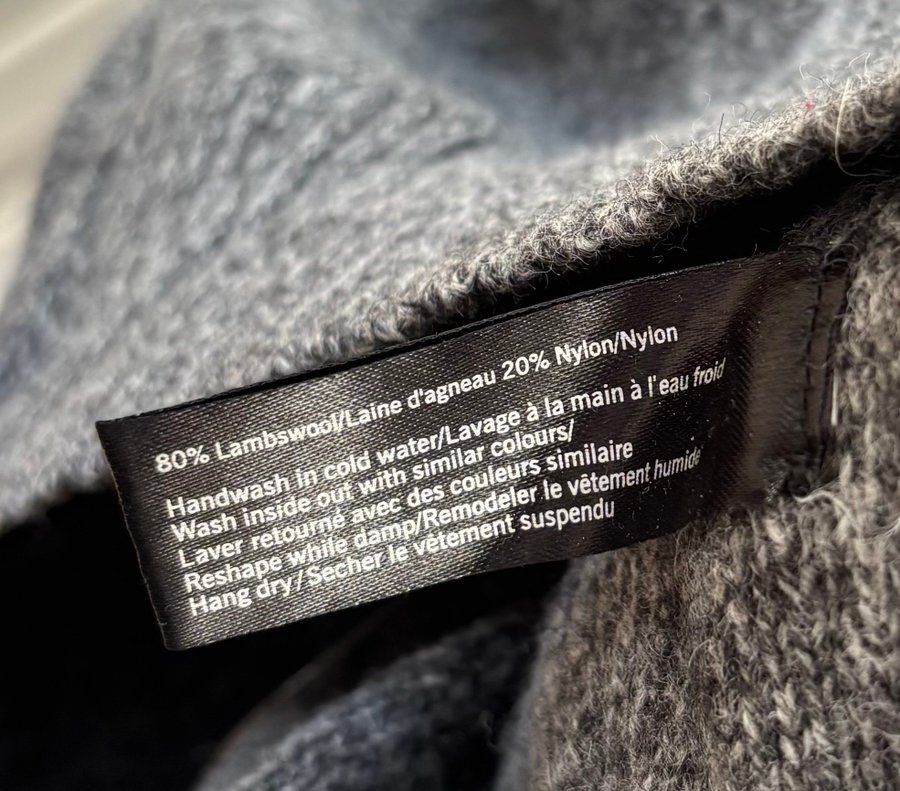 80% Lambswool/Laine d'agneau 20% Nylon/Nylon
Handwash in cold water/Lavage à la main à l'eau froid
Wash inside out with similar colours/
Laver retourné avec des couleurs similaire
Reshape while damp/Remodeler le vêtement humide
Hang dry/Secher le vêtement suspendu